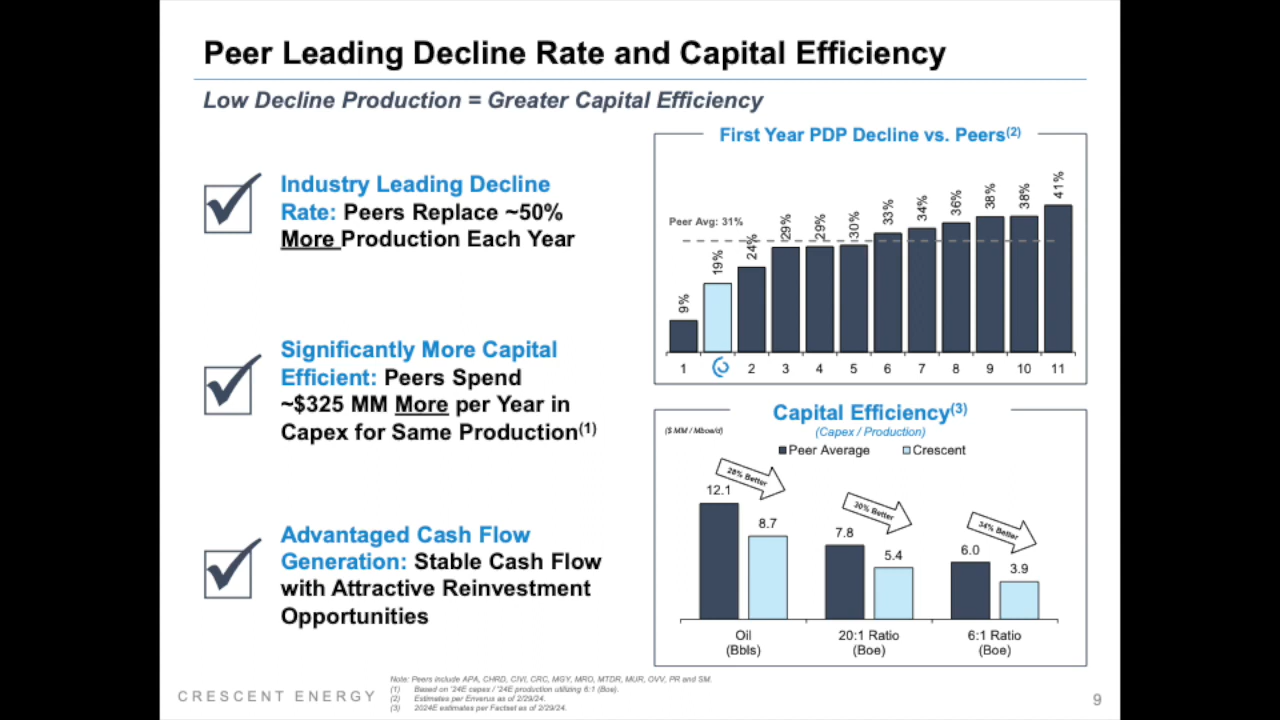 Peer Leading Decline Rate and Capital Efficiency
Low Decline Production = Greater Capital Efficiency
Industry Leading Decline
Rate: Peers Replace ~50%
More Production Each Year
Significantly More Capital
Efficient: Peers Spend
~$325 MM More per Year in
Capex for Same Production(1)
Advantaged Cash Flow
Generation: Stable Cash Flow
with Attractive Reinvestment
Opportunities
First Year PDP Decline vs. Peers(2)
Peer Avg: 31%
9% 19% 24% 29% 29% 30% 33% 34% 36% 38% 38% 41%
1 2 3 4 5 6 7 8 9 10 11
Capital Efficiency(3)
(Capex / Production)
($ MM / Mboe/d)
Peer Average Crescent
28% Better 30% Better 34% Better
12.1 8.7 7.8 5.4 6.0 3.9
Oil 20:1 Ratio 6:1 Ratio
(Bbls) (Boe) (Boe)
CRESCENT ENERGY
Note: Peers include APA, CHRD, CIVI, CRC, MGY, MRO, MTDR, MUR, OVV, PR and SM.
(1) Based on '24E capex / '24E production utilizing 6:1 (Boe).
(2) Estimates per Enverus as of 2/29/24.
(3) 2024E estimates per Factset as of 2/29/24.
9